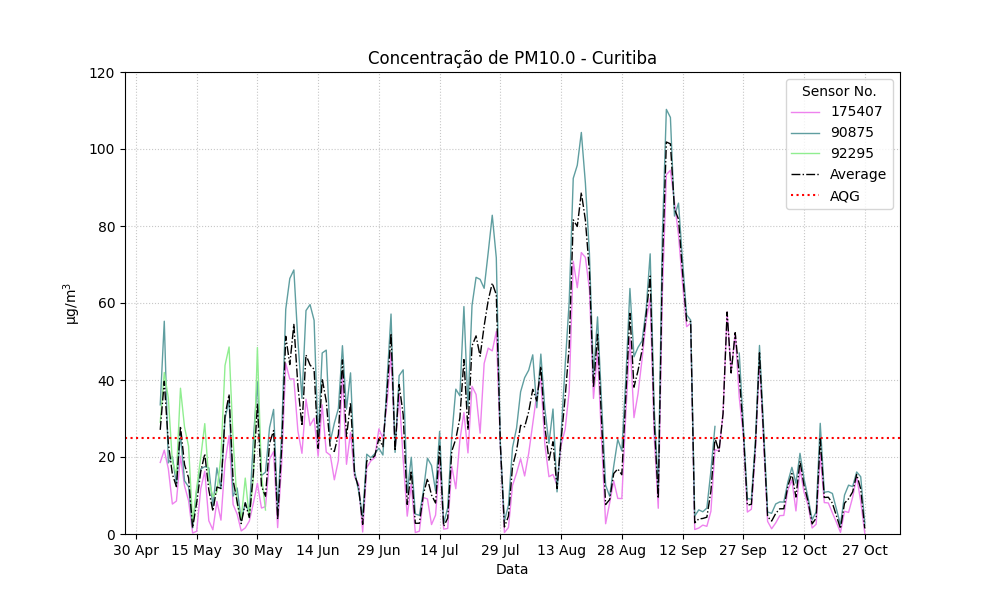 Concentração de PM10.0 - Curitiba
120
100
80
60
40
20
0
µg/m³
30 Apr 15 May 30 May 14 Jun 29 Jun 14 Jul 29 Jul 13 Aug 28 Aug 12 Sep 27 Sep 12 Oct 27 Oct
Data
Sensor No.
175407
90875
92295
Average
AQG